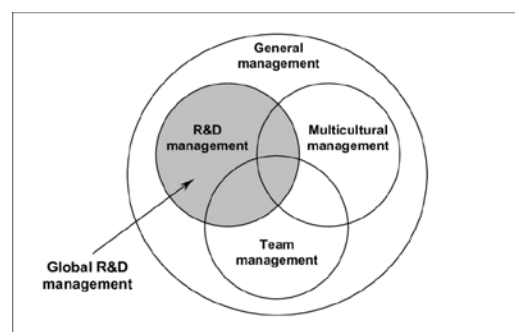 General
management
R&D
management
Multicultural
management
Team
management
Global R&D
management